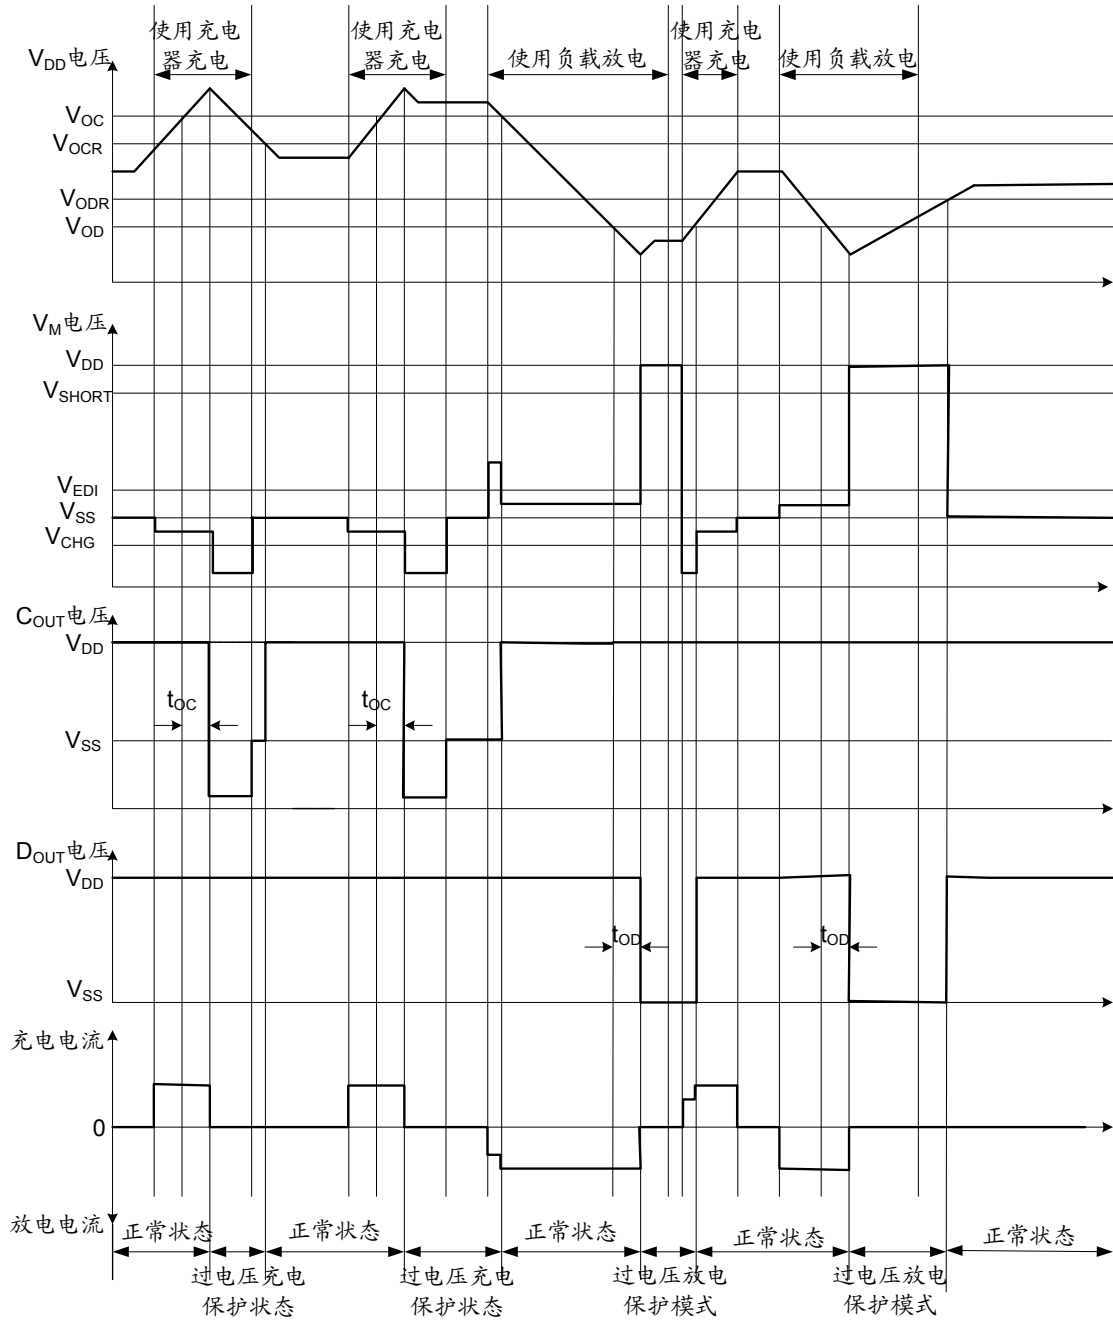 使用充电
器充电
使用充电
器充电
使用负载放电
使用充电
器充电
使用负载放电
VDD电压
VOC
VOCR
VODR
VOD
VM电压
VDD
VSHORT
VEDI
VSS
VCHG
COUT电压
VDD
tOC
tOC
VSS
DOUT电压
VDD
tOD
tOD
VSS
充电电流
0
放电电流
正常状态
正常状态
正常状态
正常状态
正常状态
过电压充电
保护状态
过电压充电
保护状态
过电压放电
保护模式
过电压放电
保护模式